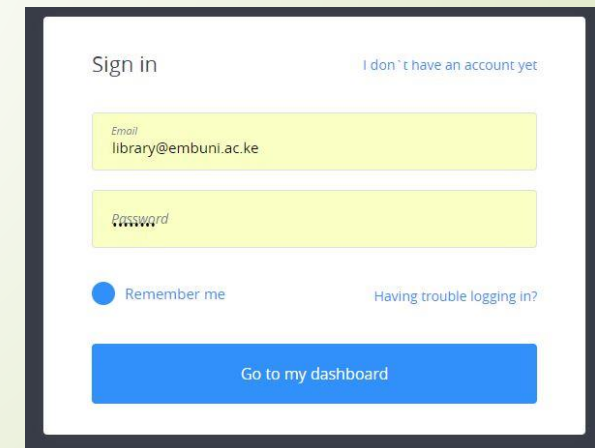 Sign in
I don`t have an account yet
Email
library@embuni.ac.ke
Password
Remember me
Having trouble logging in?
Go to my dashboard